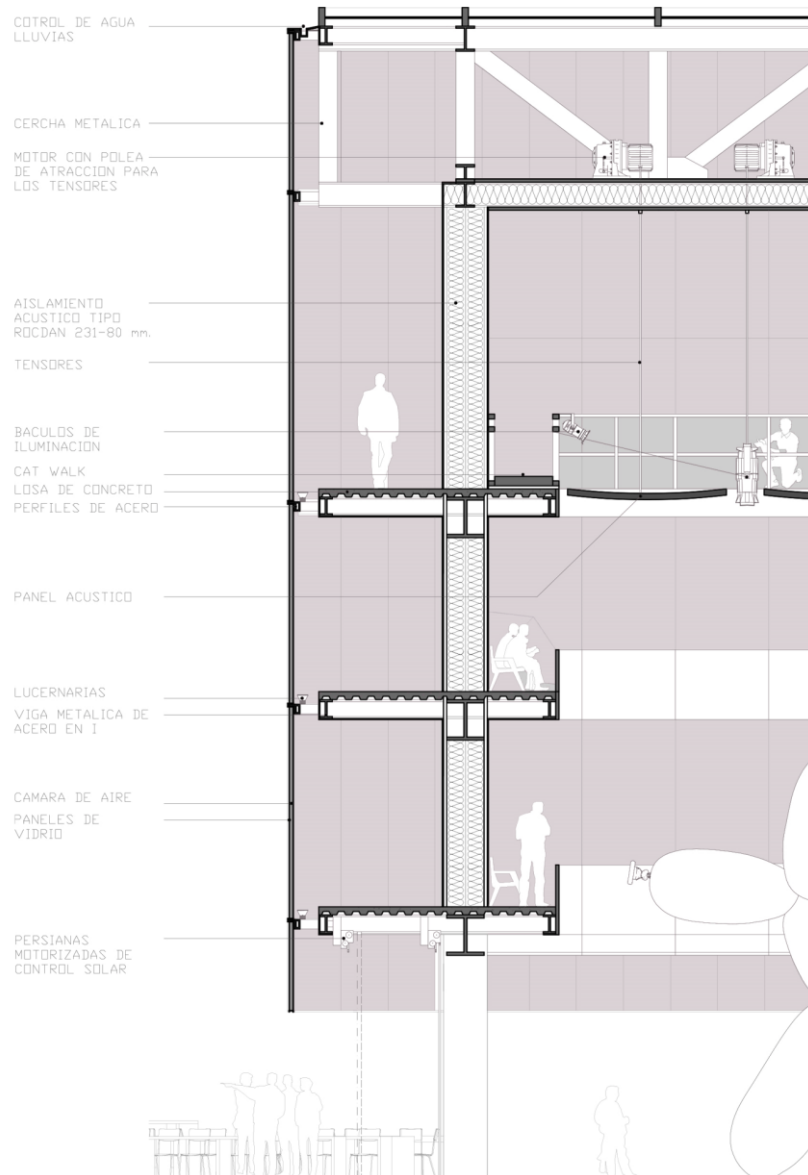 COTROL DE AGUA
LLUVIAS
CERCHA METALICA
MOTOR CON POLEA
DE ATRACCION PARA
LOS TENSORES
AISLAMIENTO
ACUSTICO TIPO
ROCDAN 231-80 mm.
TENSORES
BACULOS DE
ILUMINACION
CAT WALK
LOSA DE CONCRETO
PERFILES DE ACERO
PANEL ACUSTICO
LUCERNARIAS
VIGA METALICA DE
ACERO EN I
CAMARA DE AIRE
PANELES DE
VIDRIO
PERSIANAS
MOTORIZADAS DE
CONTROL SOLAR